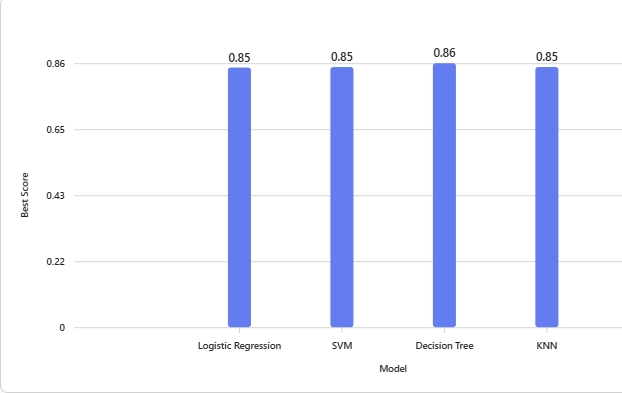 0.85 0.85 0.86 0.85
0.86
0.65
0.43
0.22
0
Best Score
Logistic Regression SVM Decision Tree KNN
Model